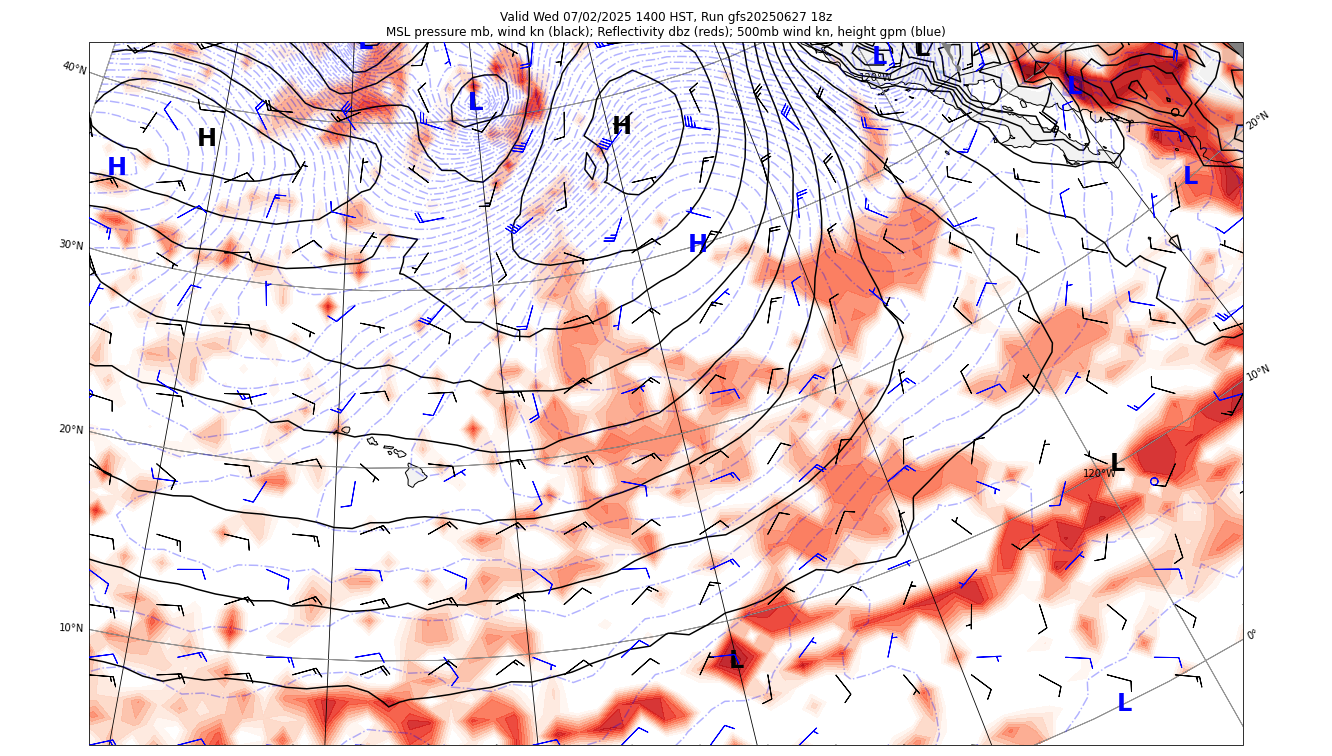 Valid Wed 07/02/2025 1400 HST, Run gfs20250627 18z
MSL pressure mb, wind kn (black); Reflectivity dbz (reds); 500mb wind kn, height gpm (blue)
L
L
L
40°N
120°W
L
L
H
H
20°N
H
L
H
30°N
10°N
20°N
L
120°W
10°N
0°
L
L